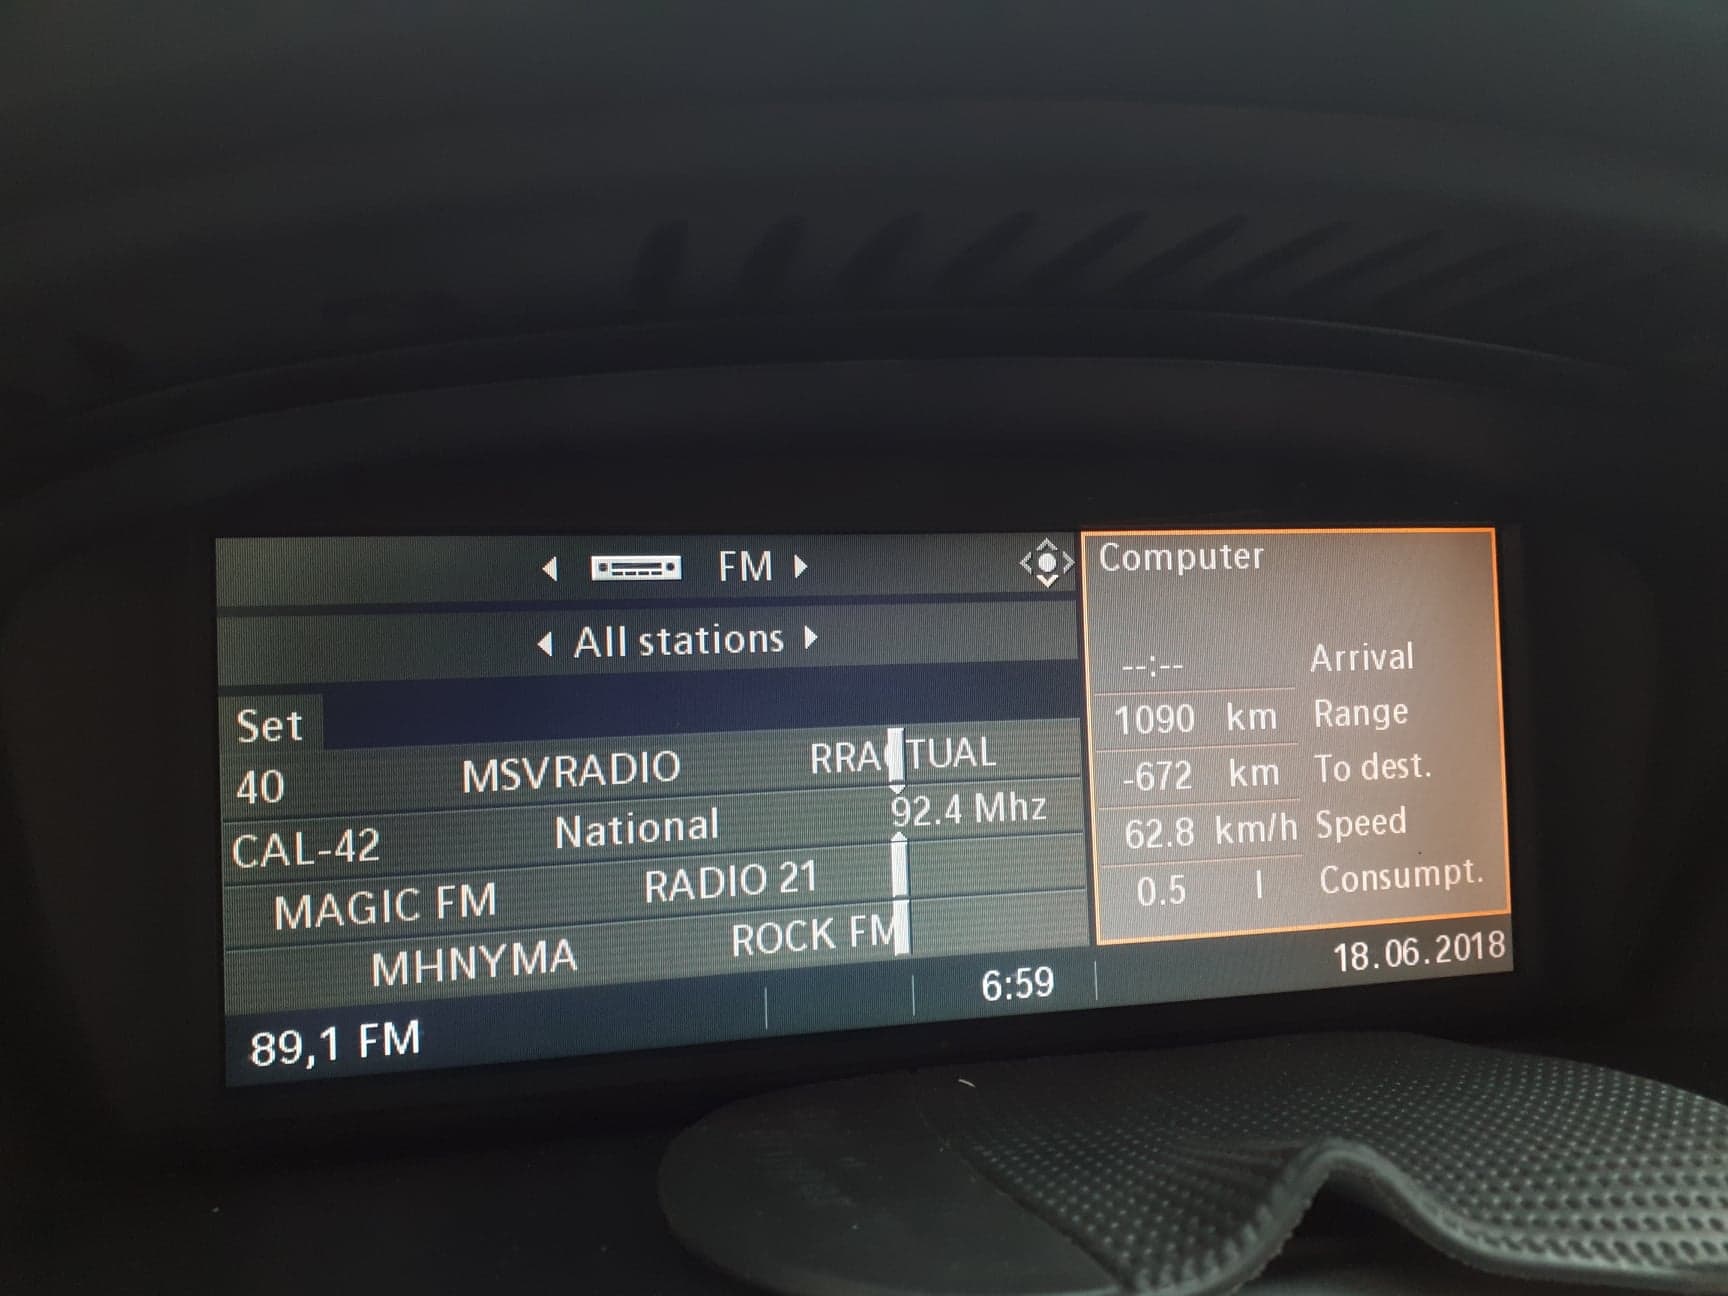 FM
All stations
Set
40 MSVRADIO RRA TUAL
CAL-42 National 92.4 Mhz
MAGIC FM RADIO 21
MHNYMA ROCK FM
89,1 FM 6:59 18.06.2018
Computer
--:-- Arrival
1090 km Range
-672 km To dest.
62.8 km/h Speed
0.5 l Consumpt.